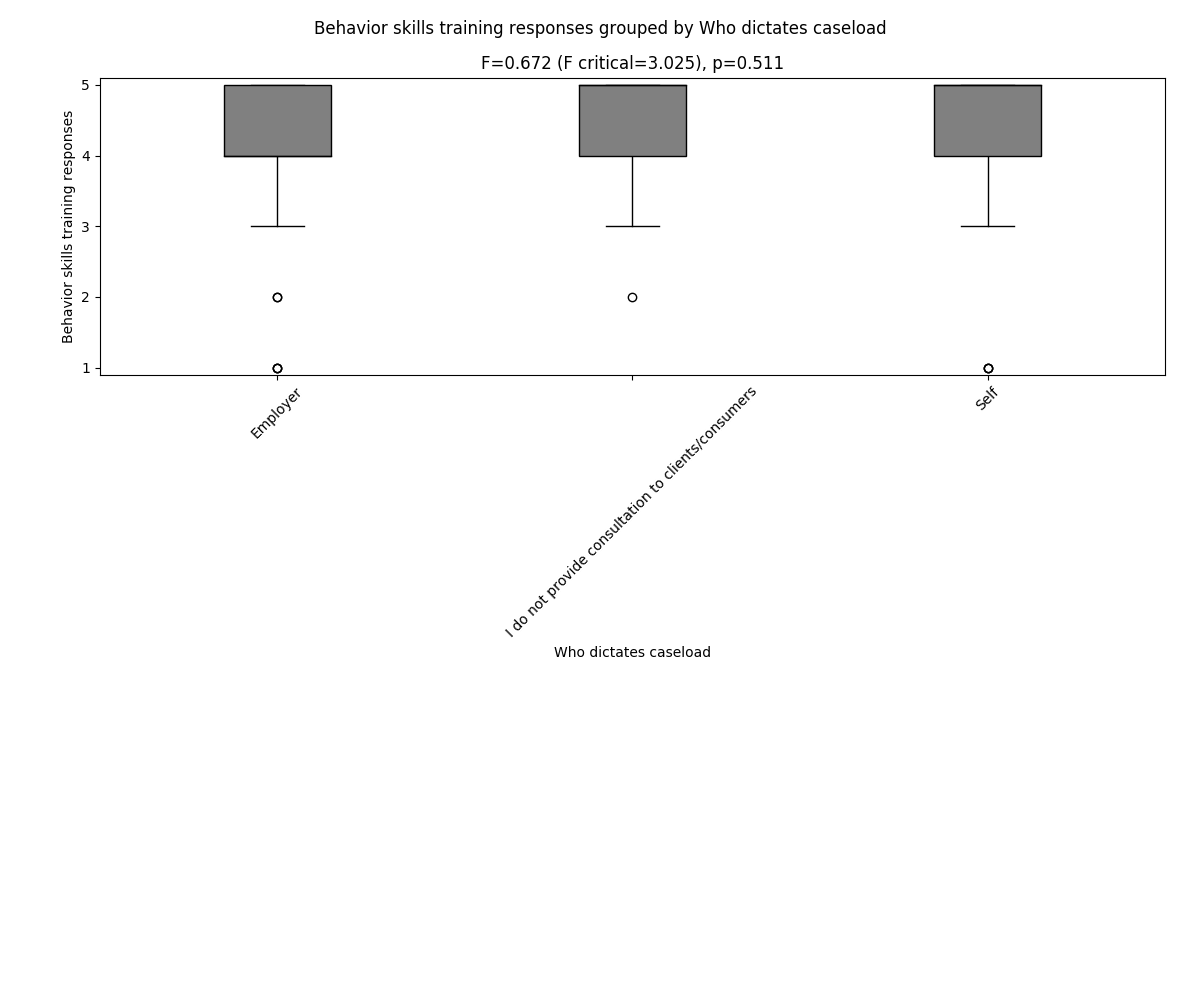 Behavior skills training responses grouped by Who dictates caseload
F=0.672 (F critical=3.025), p=0.511
Behavior skills training responses
5
4
3
2
1
Employer
I do not provide consultation to clients/consumers
Self
Who dictates caseload